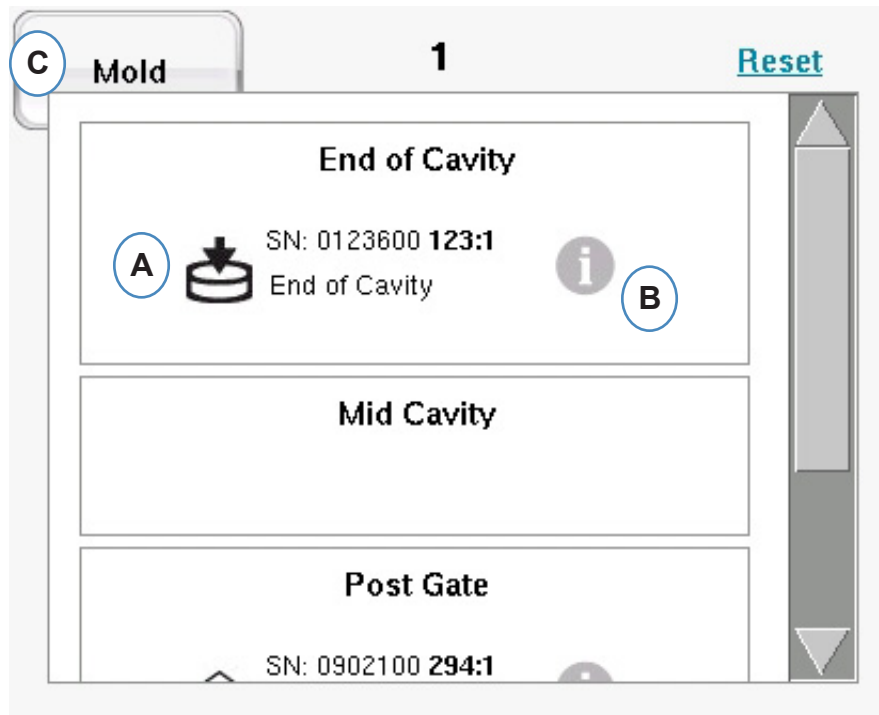 C
Mold
1
Reset
End of Cavity
A
SN: 0123600 123:1
End of Cavity
i
B
Mid Cavity
Post Gate
SN: 0902100 294:1